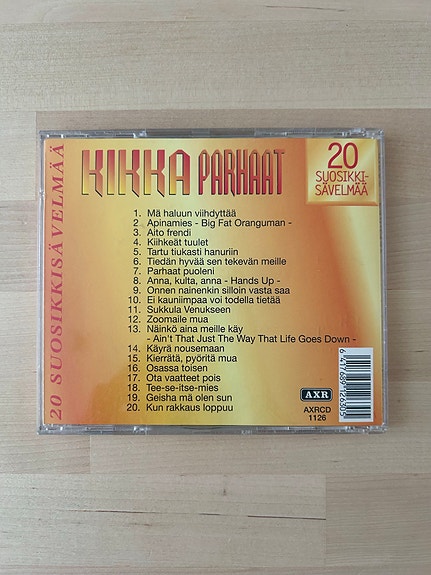 20 SUOSIKKISÄVELMÄÄ
KIKKA PARHAAT
20
SUOSIKKI-
SÄVELMÄÄ
1. Mä haluun viihdyttää
2. Apinamies - Big Fat Oranguman -
3. Aito frendi
4. Kiihkeät tuulet
5. Tartu tiukasti hanuriin
6. Tiedän hyvää sen tekevän meille
7. Parhaat puoleni
8. Anna, kulta, anna - Hands Up -
9. Onnen nainenkin silloin vasta saa
10. Ei kauniimpaa voi todella tietää
11. Sukkula Venukseen
12. Zoomaile mua
13. Näinkö aina meille käy
- Ain't That Just The Way That Life Goes Down -
14. Käyrä nousemaan
15. Kierrätä, pyöritä mua
16. Osassa toisen
17. Ota vaatteet pois
18. Tee-se-itse-mies
19. Geisha mä olen sun
20. Kun rakkaus loppuu
AXR
AXRCD
1126
6 417689 126305